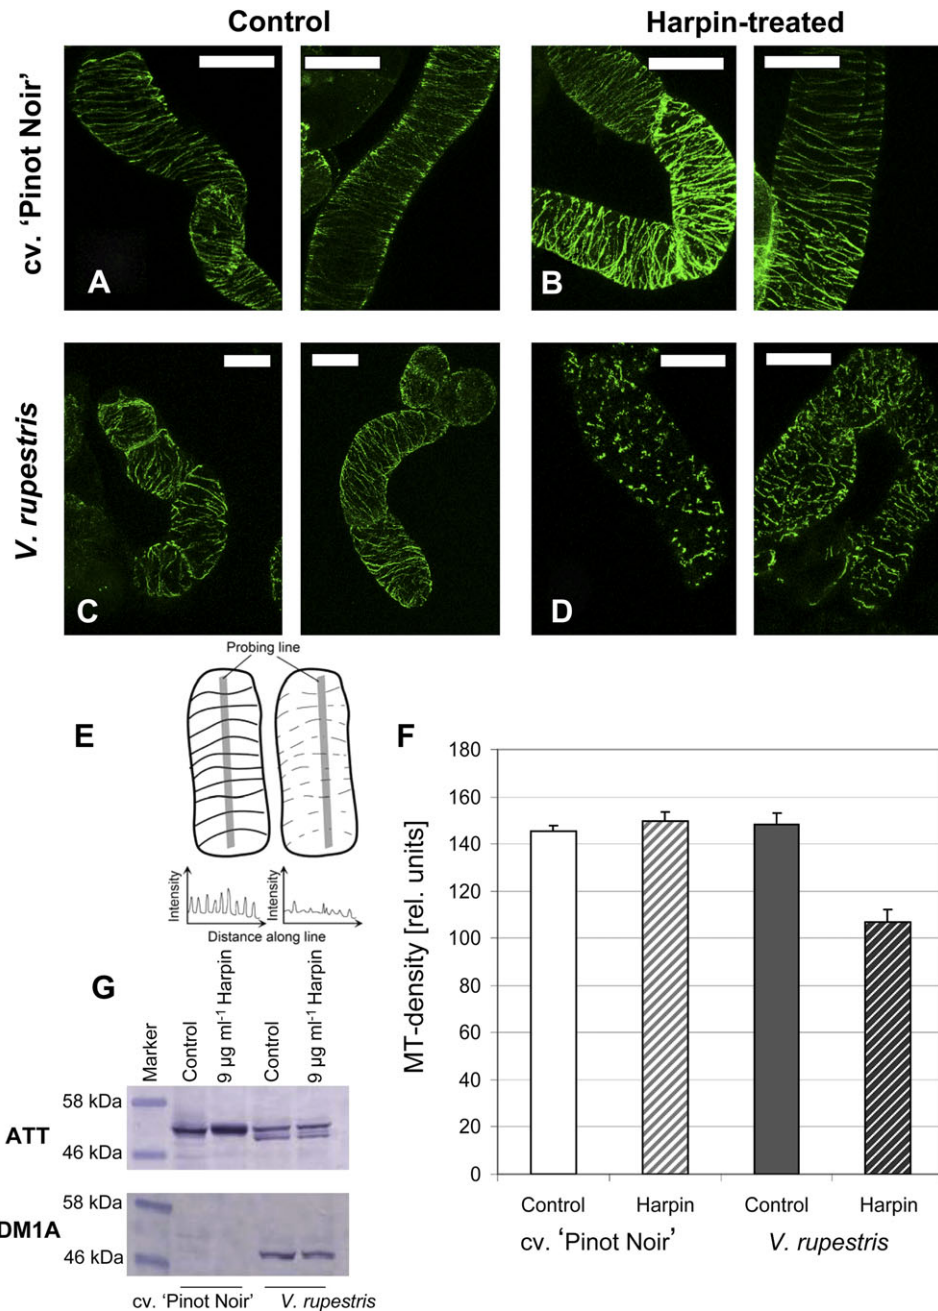 Control
Harpin-treated
cv. ‘Pinot Noir’
A
B
V. rupestris
C
D
Probing line
E
Intensity
Intensity
Distance along line
F
MT-density [rel. units]
180
160
140
120
100
80
60
40
20
0
Control
Harpin
Control
Harpin
cv. ‘Pinot Noir’
V. rupestris
G
Marker
Control
9 µg ml⁻¹ Harpin
Control
9 µg ml⁻¹ Harpin
58 kDa
ATT
46 kDa
58 kDa
DM1A
46 kDa
cv. ‘Pinot Noir’
V. rupestris